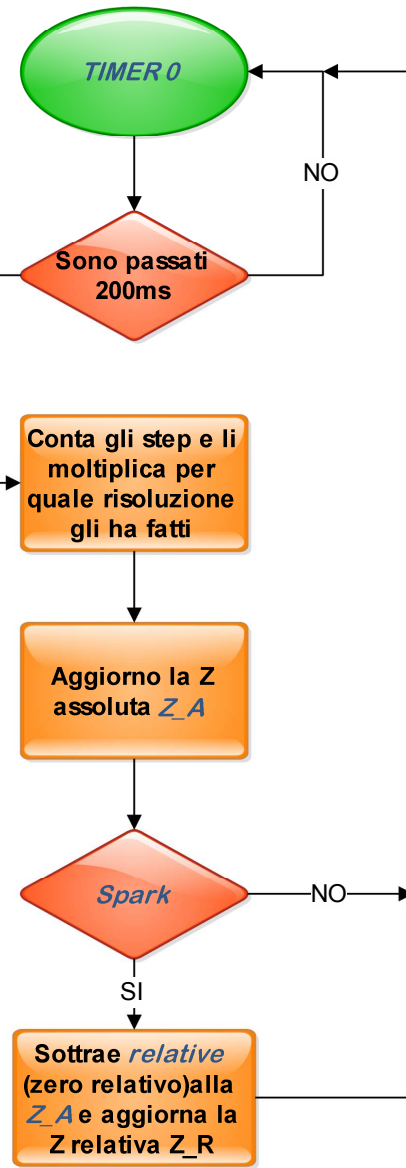 TIMER 0
NO
Sono passati
200ms
Conta gli step e li
moltiplica per
quale risoluzione
gli ha fatti
Aggiorno la Z
assoluta Z_A
Spark
NO
SI
Sottrae relative
(zero relativo)alla
Z_A e aggiorna la
Z relativa Z_R